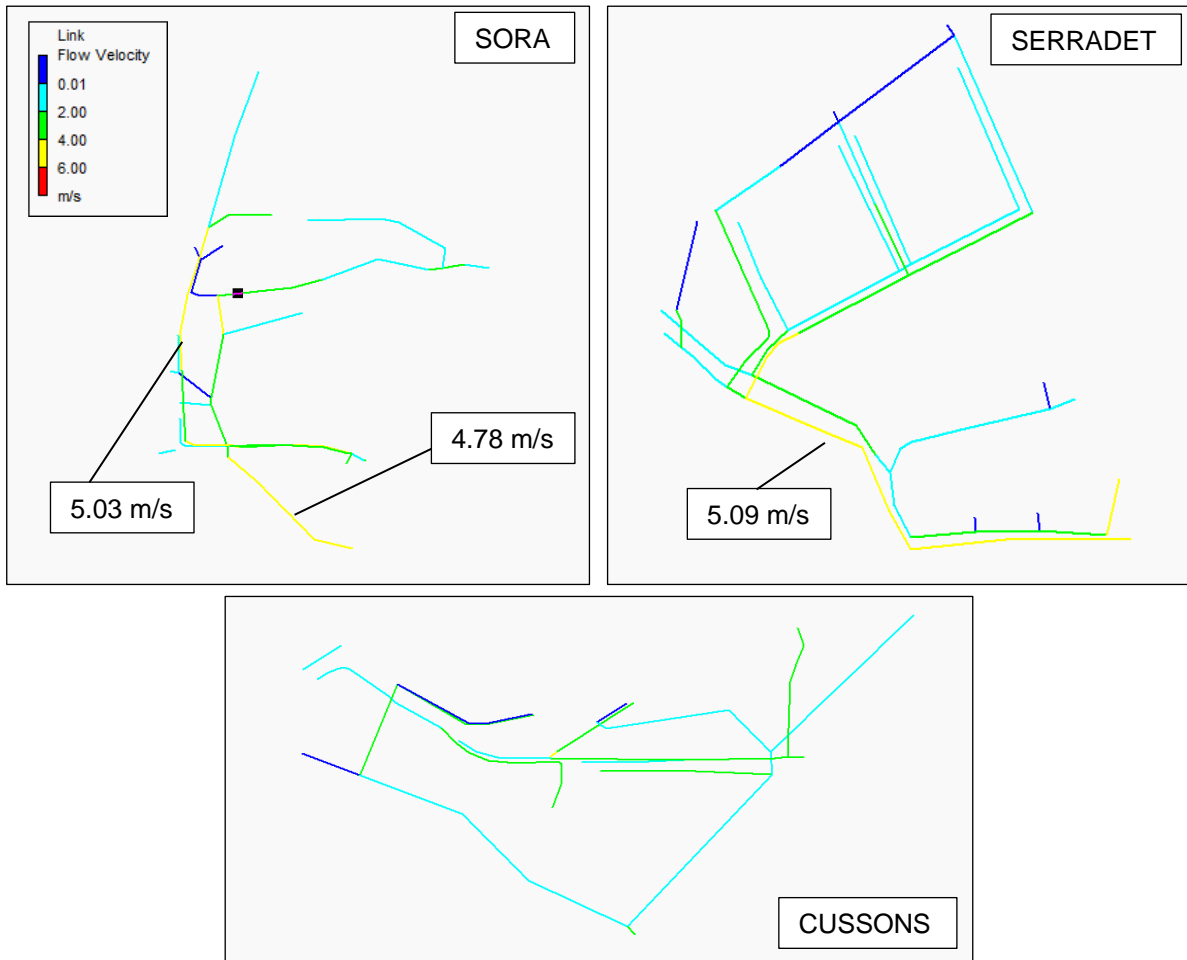 Link
Flow Velocity
0.01
2.00
4.00
6.00
m/s
SORA
5.03 m/s
4.78 m/s
SERRADET
5.09 m/s
CUSSONS